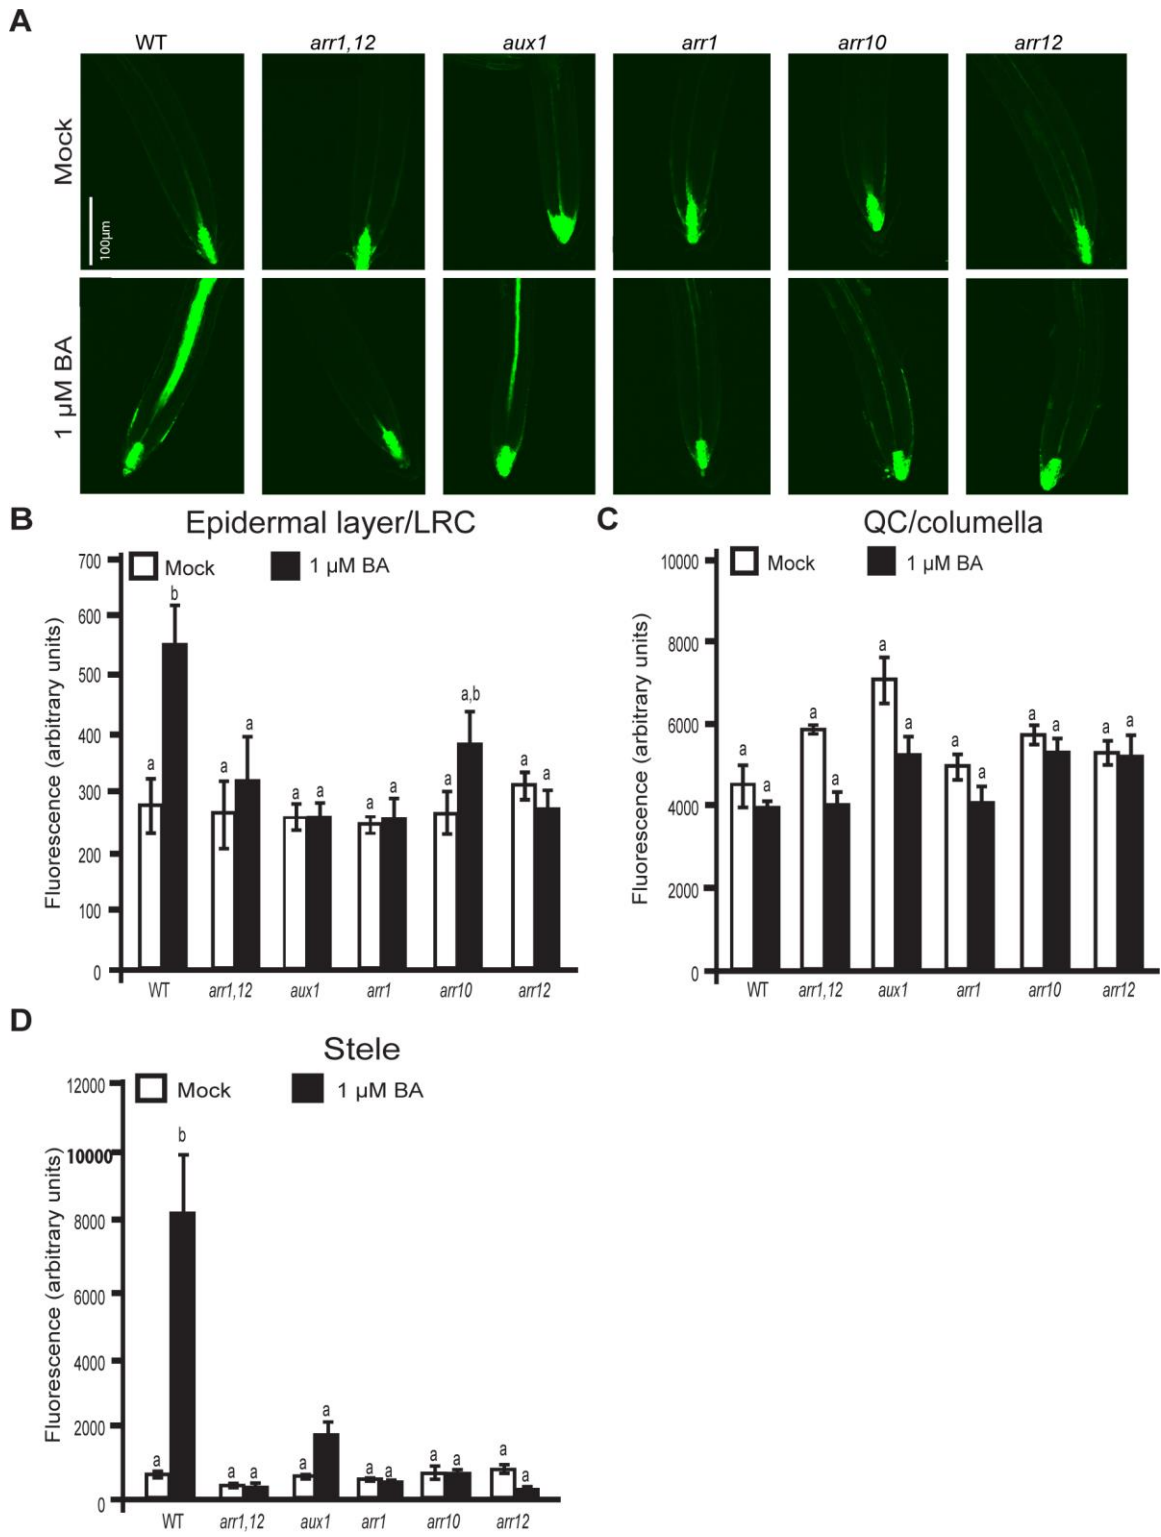 A
WT arr1,12 aux1 arr1 arr10 arr12
Mock
100µm
1 µM BA
B Epidermal layer/LRC
Mock 1 µM BA
Fluorescence (arbitrary units)
700
600
500
400
300
200
100
0
a b a a a a a a a a,b a a
WT arr1,12 aux1 arr1 arr10 arr12
C QC/columella
Mock 1 µM BA
Fluorescence (arbitrary units)
10000
8000
6000
4000
2000
0
a a a a a a a a a a a a
WT arr1,12 aux1 arr1 arr10 arr12
D
Stele
Mock 1 µM BA
Fluorescence (arbitrary units)
12000
10000
8000
6000
4000
2000
0
a b a a a a a a a a a a
WT arr1,12 aux1 arr1 arr10 arr12